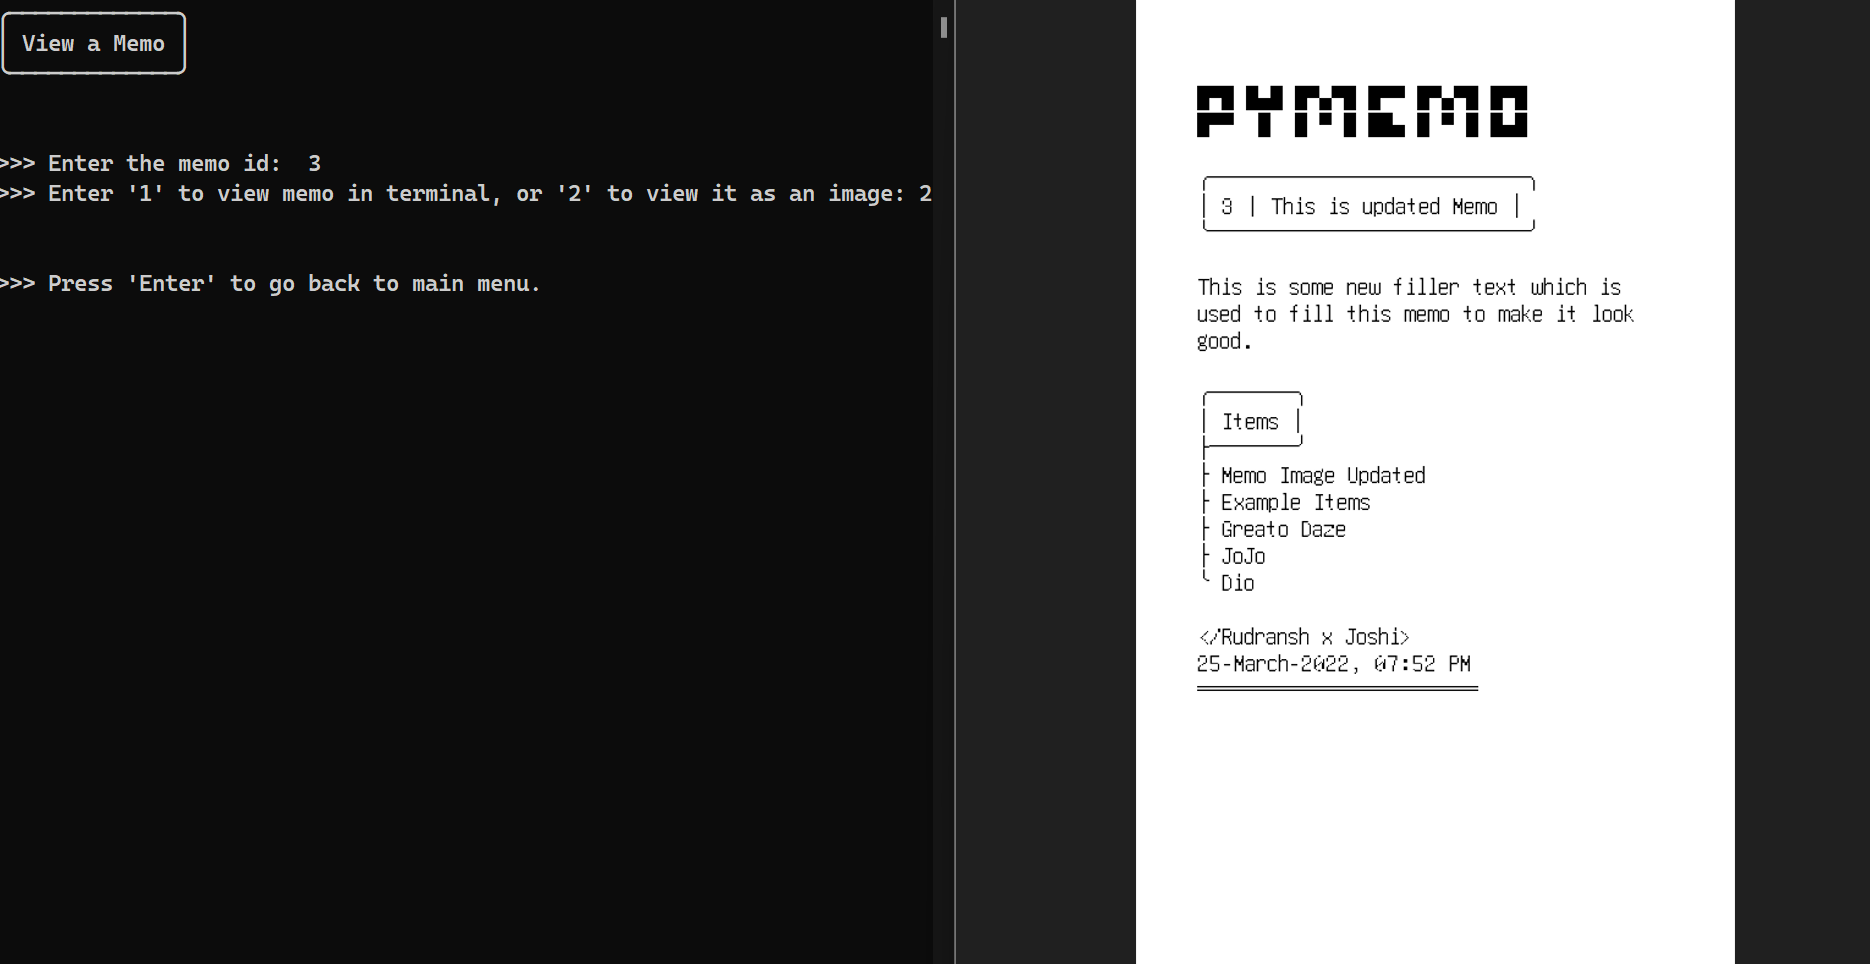 View a Memo
>>> Enter the memo id:  3
>>> Enter '1' to view memo in terminal, or '2' to view it as an image: 2
>>> Press 'Enter' to go back to main menu.
PYMEMO
3 | This is updated Memo
This is some new filler text which is
used to fill this memo to make it look
good.
Items
Memo Image Updated
Example Items
Greato Daze
JoJo
Dio
</Rudransh x Joshi>
25-March-2022, 07:52 PM